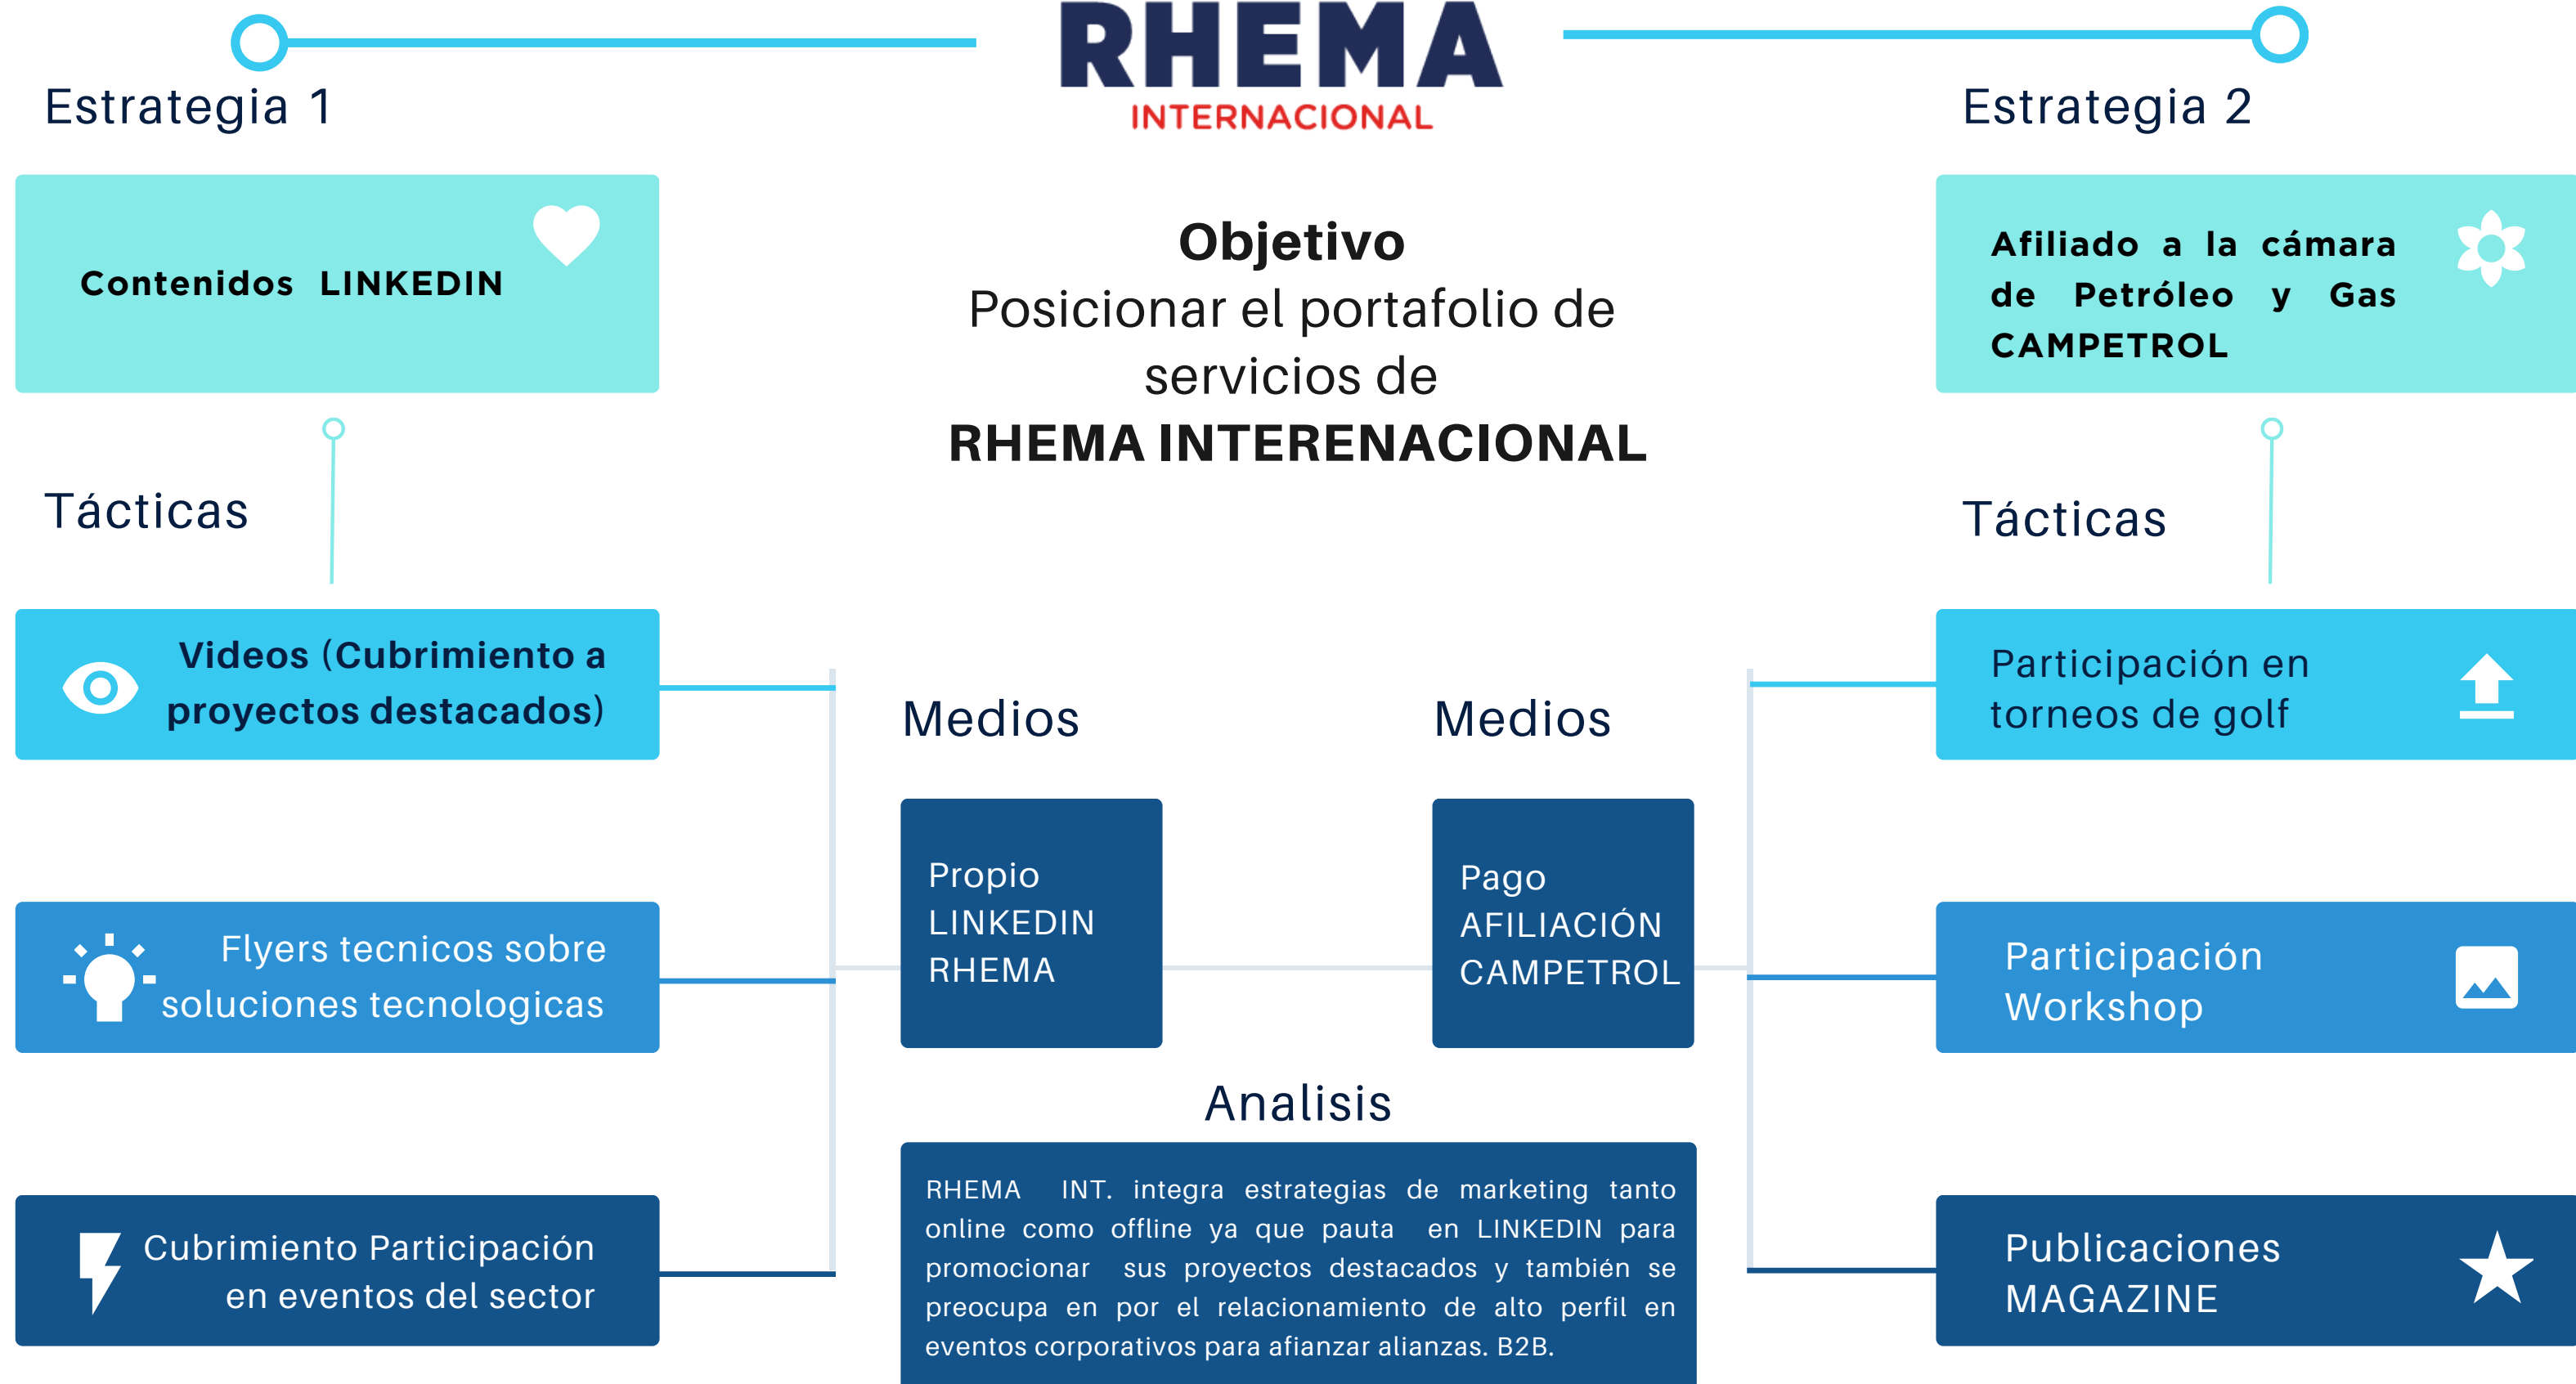 RHEMA
INTERNACIONAL
Estrategia 1
Estrategia 2
Contenidos LINKEDIN
Objetivo
Posicionar el portafolio de
servicios de
RHEMA INTERENACIONAL
Afiliado a la cámara
de Petróleo y Gas
CAMPETROL
Tácticas
Videos (Cubrimiento a
proyectos destacados)
Flyers tecnicos sobre
soluciones tecnologicas
Cubrimiento Participación
en eventos del sector
Medios
Propio
LINKEDIN
RHEMA
Medios
Pago
AFILIACIÓN
CAMPETROL
Tácticas
Participación en
torneos de golf
Participación
Workshop
Publicaciones
MAGAZINE
Analisis
RHEMA INT. integra estrategias de marketing tanto
online como offline ya que pauta en LINKEDIN para
promocionar sus proyectos destacados y también se
preocupa en por el relacionamiento de alto perfil en
eventos corporativos para afianzar alianzas. B2B.